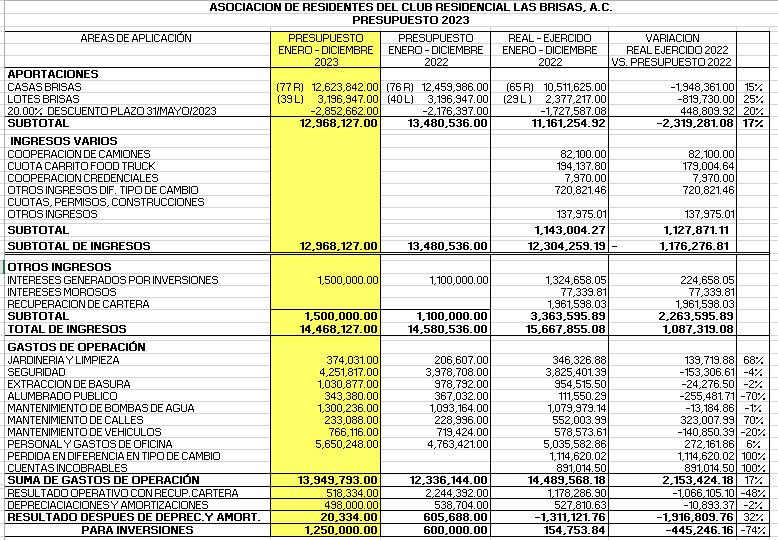 ASOCIACION DE RESIDENTES DEL CLUB RESIDENCIAL LAS BRISAS, A.C.
PRESUPUESTO 2023
AREAS DE APLICACIÓN PRESUPUESTO PRESUPUESTO REAL - EJERCIDO VARIACION
ENERO - DICIEMBRE ENERO - DICIEMBRE ENERO - DICIEMBRE REAL EJERCIDO 2022
2023 2022 2022 VS. PRESUPUESTO 2022
APORTACIONES
CASAS BRISAS (77 R) 12,623,842.00 (76 R) 12,459,986.00 (65 R) 10,511,625.00 -1,948,361.00 15%
LOTES BRISAS (39 L) 3,196,947.00 (40 L) 3,196,947.00 (29 L) 2,377,217.00 -819,730.00 25%
20.00% DESCUENTO PLAZO 31/MAYO/2023 -2,852,662.00 -2,176,397.00 -1,727,587.08 448,809.92 20%
SUBTOTAL 12,968,127.00 13,480,536.00 11,161,254.92 -2,319,281.08 17%
INGRESOS VARIOS
COOPERACION DE CAMIONES 82,100.00 82,100.00
CUOTA CARRITO FOOD TRUCK 194,137.80 179,004.64
COOPERACION CREDENCIALES 7,970.00 7,970.00
OTROS INGRESOS DIF. TIPO DE CAMBIO 720,821.46 720,821.46
CUOTAS, PERMISOS, CONSTRUCCIONES
OTROS INGRESOS 137,975.01 137,975.01
SUBTOTAL 1,143,004.27 1,127,871.11
SUBTOTAL DE INGRESOS 12,968,127.00 13,480,536.00 12,304,259.19 - 1,176,276.81
OTROS INGRESOS
INTERESES GENERADOS POR INVERSIONES 1,500,000.00 1,100,000.00 1,324,658.05 224,658.05
INTERESES MOROSOS 77,339.81 77,339.81
RECUPERACION DE CARTERA 1,961,598.03 1,961,598.03
SUBTOTAL 1,500,000.00 1,100,000.00 3,363,595.89 2,263,595.89
TOTAL DE INGRESOS 14,468,127.00 14,580,536.00 15,667,855.08 1,087,319.08
GASTOS DE OPERACIÓN
JARDINERIA Y LIMPIEZA 374,031.00 206,607.00 346,326.88 139,719.88 68%
SEGURIDAD 4,251,817.00 3,978,708.00 3,825,401.39 -153,306.61 -4%
EXTRACCION DE BASURA 1,030,877.00 978,792.00 954,515.50 -24,276.50 -2%
ALUMBRADO PUBLICO 343,380.00 367,032.00 111,550.29 -255,481.71 -70%
MANTENIMIENTO DE BOMBAS DE AGUA 1,300,236.00 1,093,164.00 1,079,979.14 -13,184.86 -1%
MANTENIMIENTO DE CALLES 233,088.00 228,996.00 552,003.99 323,007.99 70%
MANTENIMIENTO DE VEHICULOS 766,116.00 719,424.00 578,573.61 -140,850.39 -20%
PERSONAL Y GASTOS DE OFICINA 5,650,248.00 4,763,421.00 5,035,582.86 272,161.86 6%
PERDIDA EN DIFERENCIA EN TIPO DE CAMBIO 1,114,620.02 1,114,620.02 100%
CUENTAS INCOBRABLES 891,014.50 891,014.50 100%
SUMA DE GASTOS DE OPERACIÓN 13,949,793.00 12,336,144.00 14,489,568.18 2,153,424.18 17%
RESULTADO OPERATIVO CON RECUP.CARTERA 518,334.00 2,244,392.00 1,178,286.90 -1,066,105.10 -48%
DEPRECIACIACIONES Y AMORTIZACIONES 498,000.00 538,704.00 527,810.63 -10,893.37 -2%
RESULTADO DESPUES DE DEPREC.Y AMORT. 20,334.00 605,688.00 -1,311,121.76 -1,916,809.76 32%
PARA INVERSIONES 1,250,000.00 600,000.00 154,753.84 -445,246.16 -74%